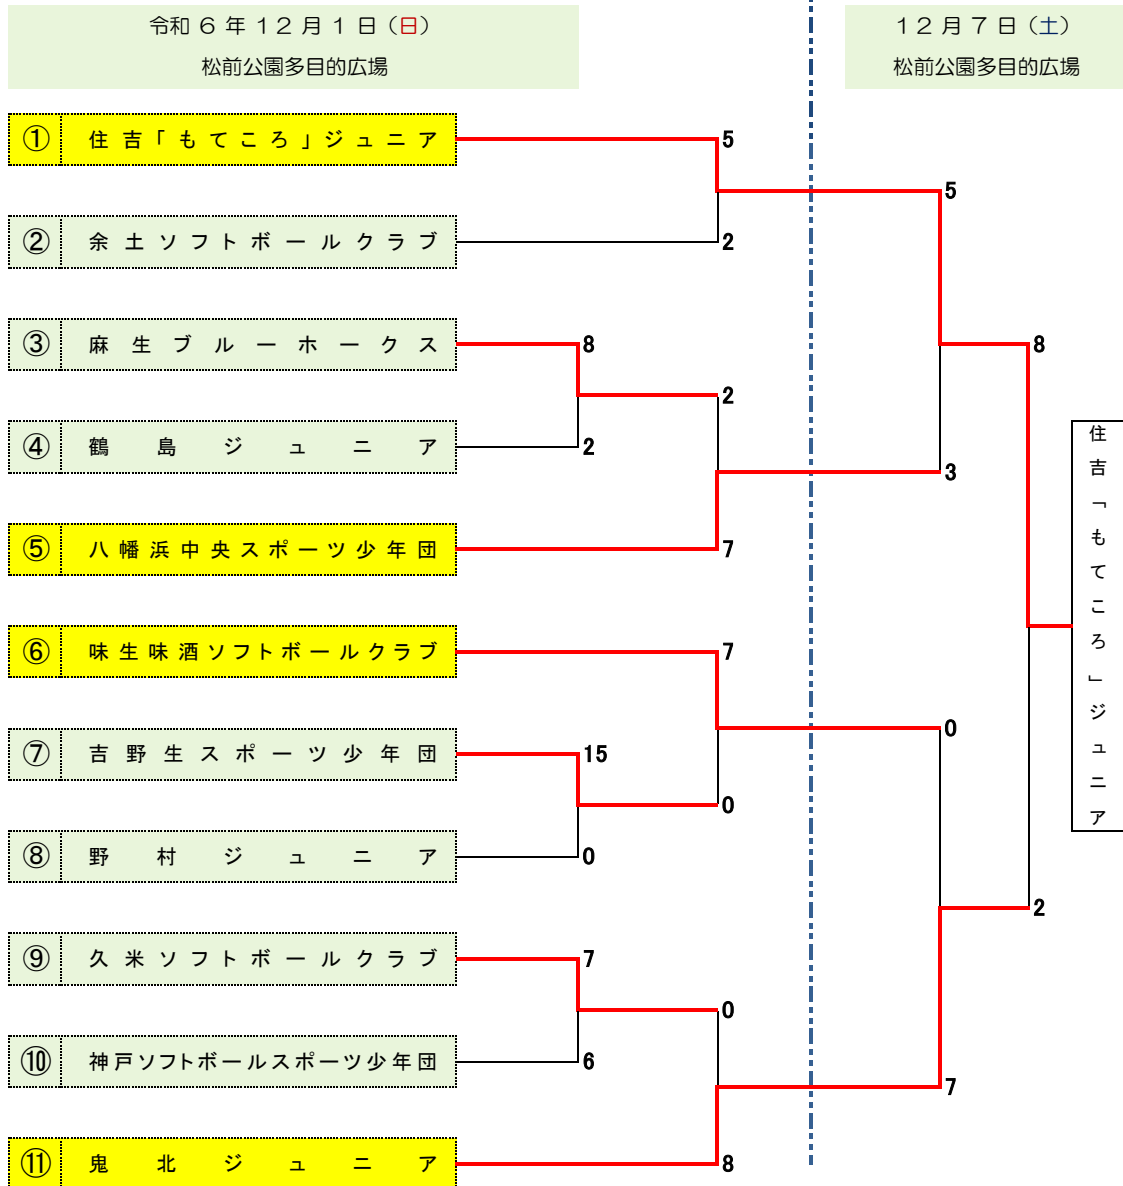 令和 6 年 12 月 1 日（日）
松前公園多目的広場
12 月 7 日（土）
松前公園多目的広場
① 住吉「もてころ」ジュニア
5
5
② 余土ソフトボールクラブ
2
③ 麻生ブルーホークス
8
8
2
④ 鶴島ジュニア
2
3
⑤ 八幡浜中央スポーツ少年団
7
住吉「もてころ」ジュニア
⑥ 味生味酒ソフトボールクラブ
7
0
⑦ 吉野生スポーツ少年団
15
0
⑧ 野村ジュニア
0
2
⑨ 久米ソフトボールクラブ
7
0
⑩ 神戸ソフトボールスポーツ少年団
6
7
⑪ 鬼北ジュニア
8